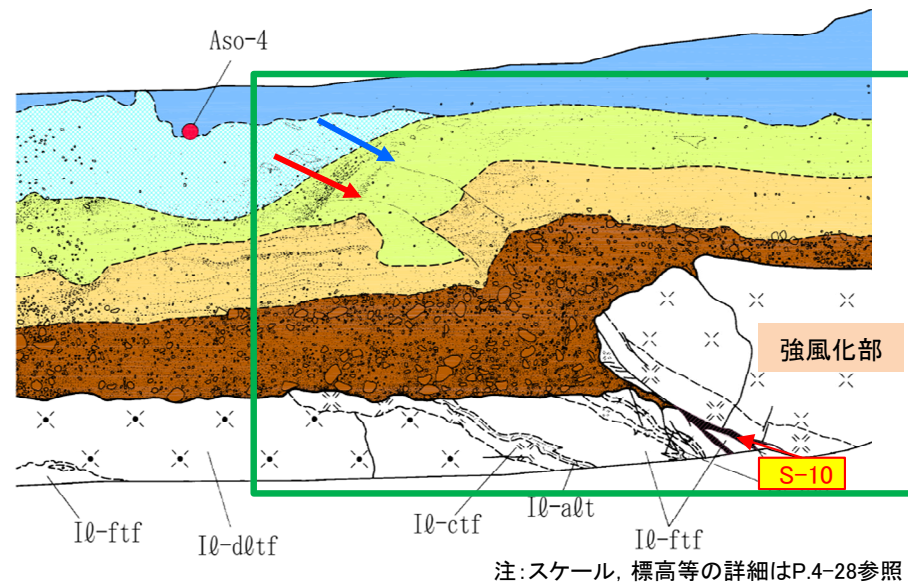 Aso-4
強風化部
S-10
Iℓ-ftf
Iℓ-dℓtf
Iℓ-ctf
Iℓ-aℓt
Iℓ-ftf
注:スケール, 標高等の詳細はP.4-28参照